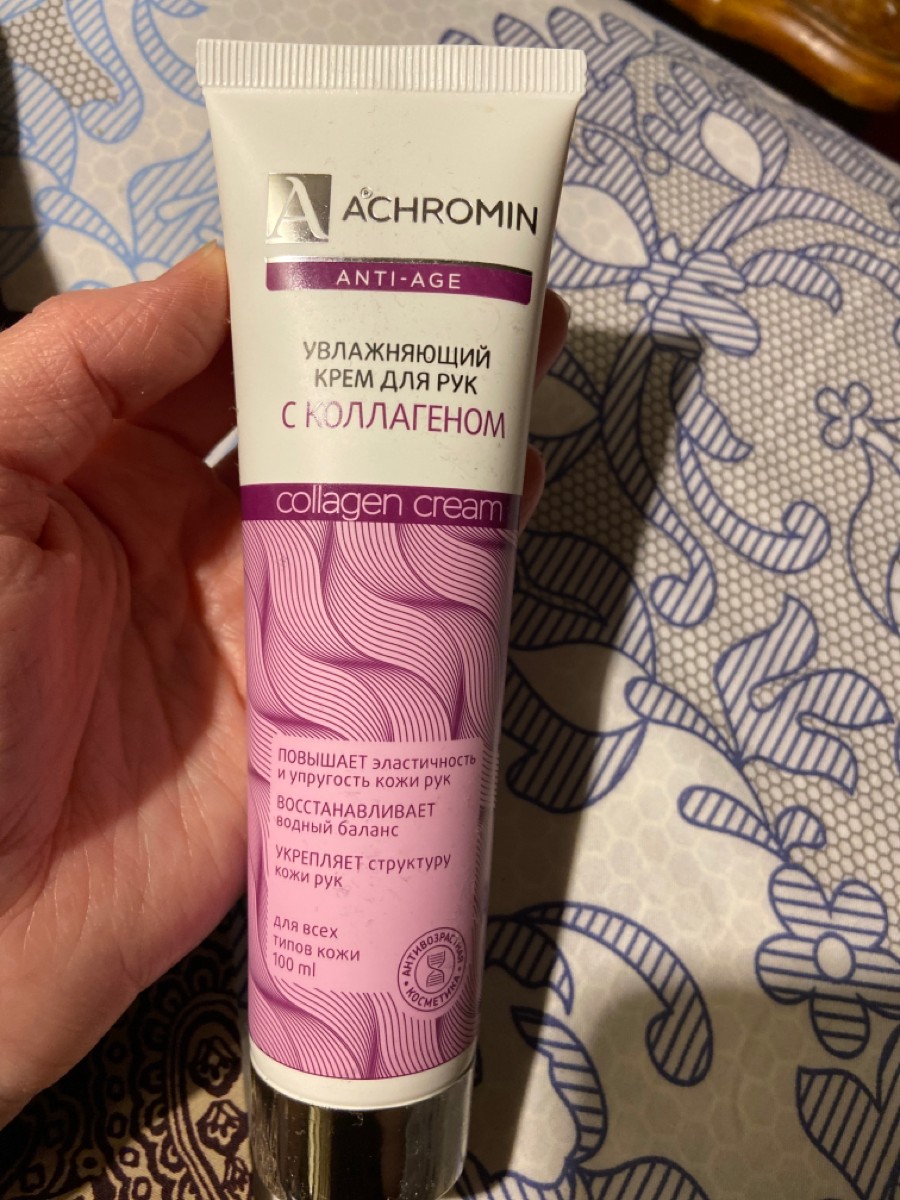 A
ACHROMIN®
ANTI-AGE
УВЛАЖНЯЮЩИЙ
КРЕМ ДЛЯ РУК
С КОЛЛАГЕНОМ
collagen cream
ПОВЫШАЕТ эластичность
и упругость кожи рук
ВОССТАНАВЛИВАЕТ
водный баланс
УКРЕПЛЯЕТ структуру
кожи рук
для всех
типов кожи
100 ml
АНТИВОЗРАСТНАЯ
КОСМЕТИКА